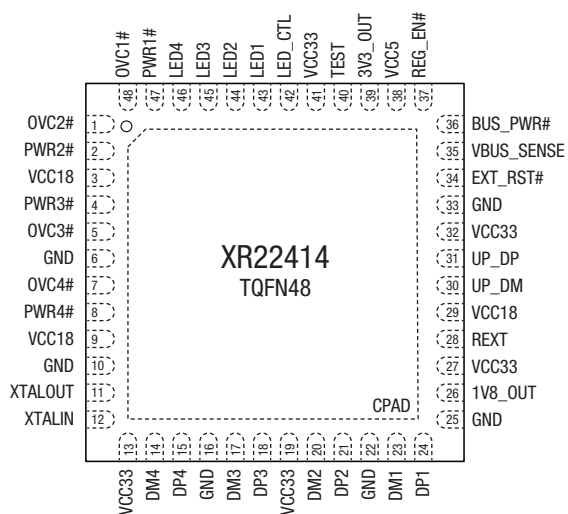 OVC1#
PWR1#
LED4
LED3
LED2
LED1
LED_CTL
VCC33
TEST
3V3_OUT
VCC5
REG_EN#
48
47
46
45
44
43
42
41
40
39
38
37
OVC2# 1
PWR2# 2
VCC18 3
PWR3# 4
OVC3# 5
GND 6
OVC4# 7
PWR4# 8
VCC18 9
GND 10
XTALOUT 11
XTALIN 12
XR22414
TQFN48
CPAD
36 BUS_PWR#
35 VBUS_SENSE
34 EXT_RST#
33 GND
32 VCC33
31 UP_DP
30 UP_DM
29 VCC18
28 REXT
27 VCC33
26 1V8_OUT
25 GND
13
14
15
16
17
18
19
20
21
22
23
24
VCC33
DM4
DP4
GND
DM3
DP3
VCC33
DM2
DP2
GND
DM1
DP1